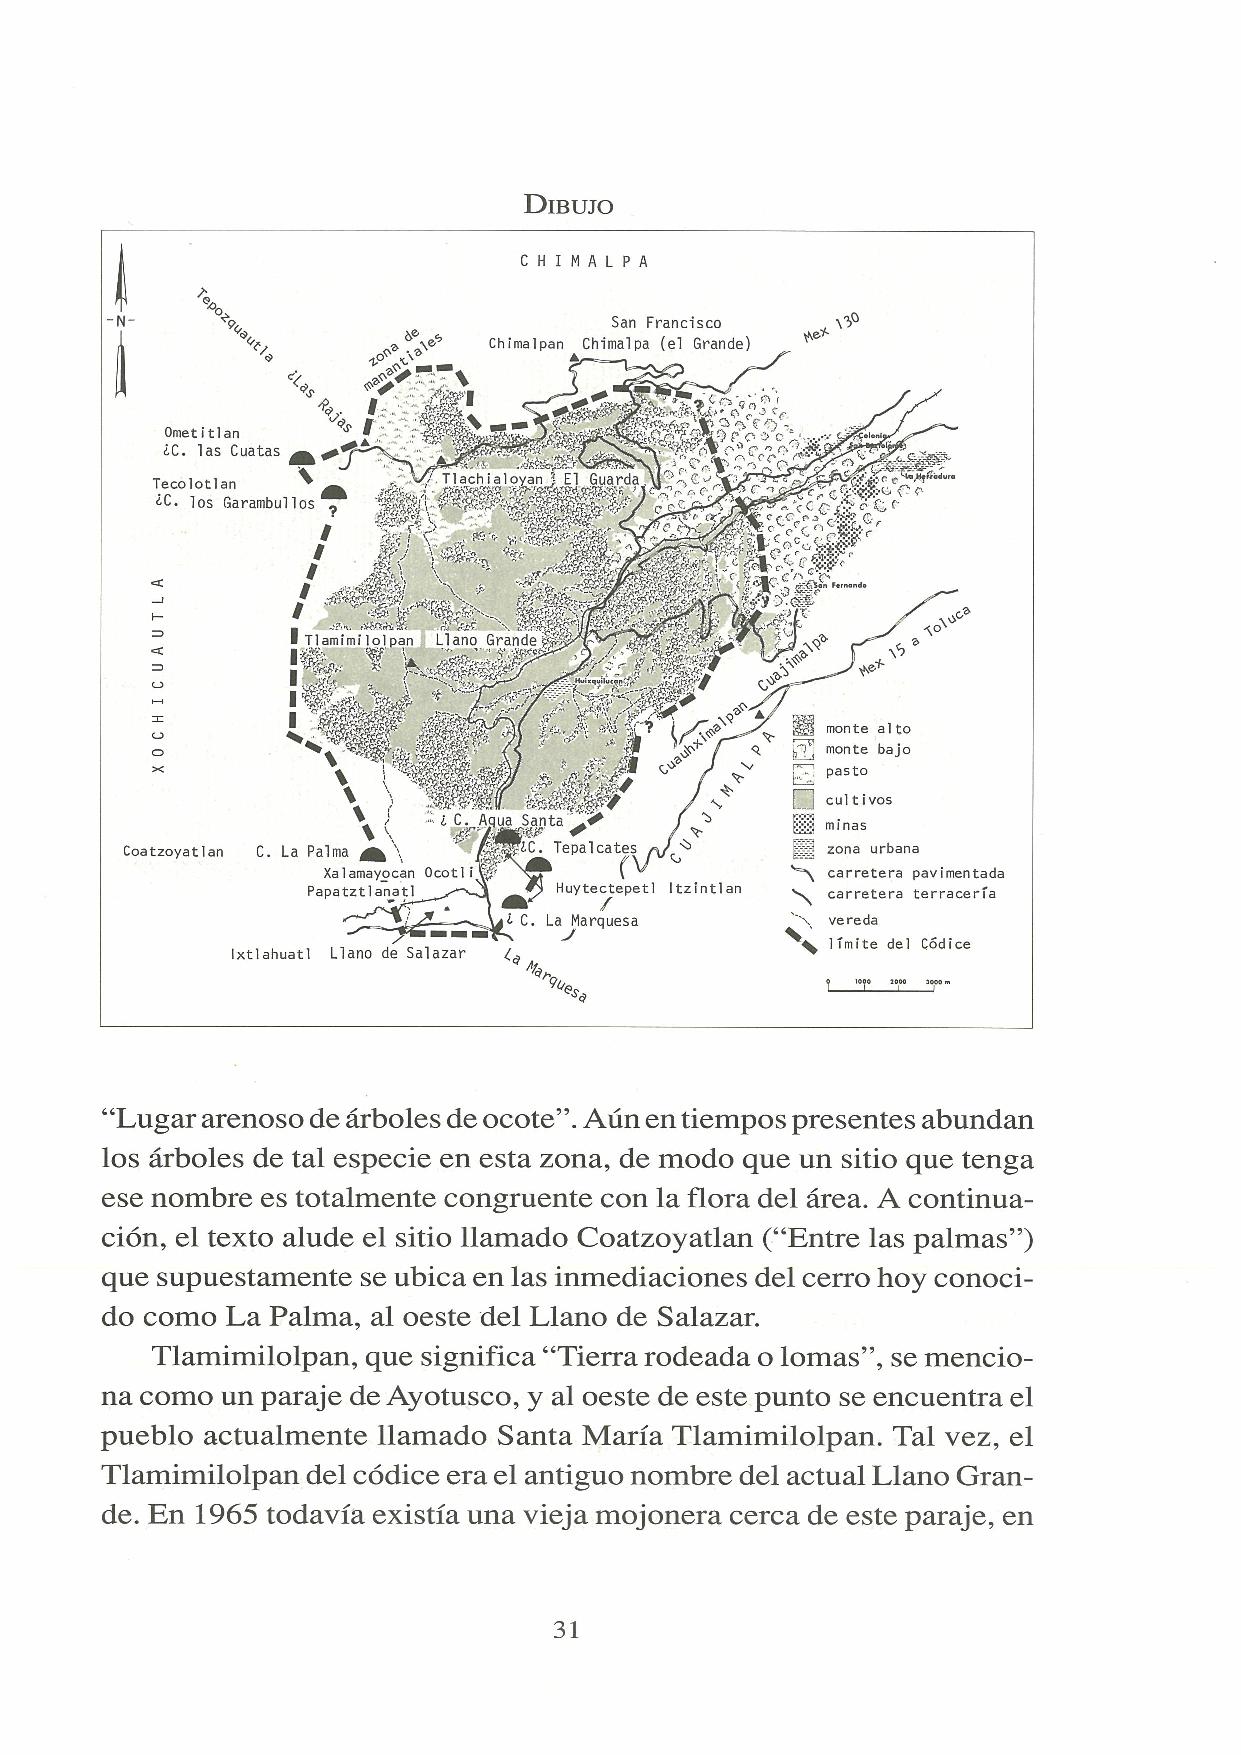 DIBUJO
CHIMALPA
-N-
Tepozquautla
¿Las Rajas
zona de
manantiales
San Francisco
Chimalpan Chimalpa (el Grande)
Mex 130
Ometitlan
¿C. las Cuatas
Tecolotlan
¿C. los Garambullos
?
Tlachialoyan ? El Guarda
Colonia
La Herradura
San Fernando
?
XOCHICUAUTLA
Tlamimilolpan Llano Grande
Huixquilucan
?
Cuajimalpa
Mex 15 a Toluca
Cuauhximalpan
CUAJIMALPA
monte alto
monte bajo
pasto
cultivos
minas
zona urbana
carretera pavimentada
carretera terracería
vereda
límite del Códice
0 1000 2000 3000 m
¿ C. Agua Santa
¿C. Tepalcates
Coatzoyatlan C. La Palma
Xalamayocan Ocotli
Papatztlanatl
Huytectepetl Itzintlan
¿ C. La Marquesa
Ixtlahuatl Llano de Salazar
La Marquesa
“Lugar arenoso de árboles de ocote”. Aún en tiempos presentes abundan
los árboles de tal especie en esta zona, de modo que un sitio que tenga
ese nombre es totalmente congruente con la flora del área. A continua-
ción, el texto alude el sitio llamado Coatzoyatlan (“Entre las palmas”)
que supuestamente se ubica en las inmediaciones del cerro hoy conoci-
do como La Palma, al oeste del Llano de Salazar.
Tlamimilolpan, que significa “Tierra rodeada o lomas”, se mencio-
na como un paraje de Ayotusco, y al oeste de este punto se encuentra el
pueblo actualmente llamado Santa María Tlamimilolpan. Tal vez, el
Tlamimilolpan del códice era el antiguo nombre del actual Llano Gran-
de. En 1965 todavía existía una vieja mojonera cerca de este paraje, en
31